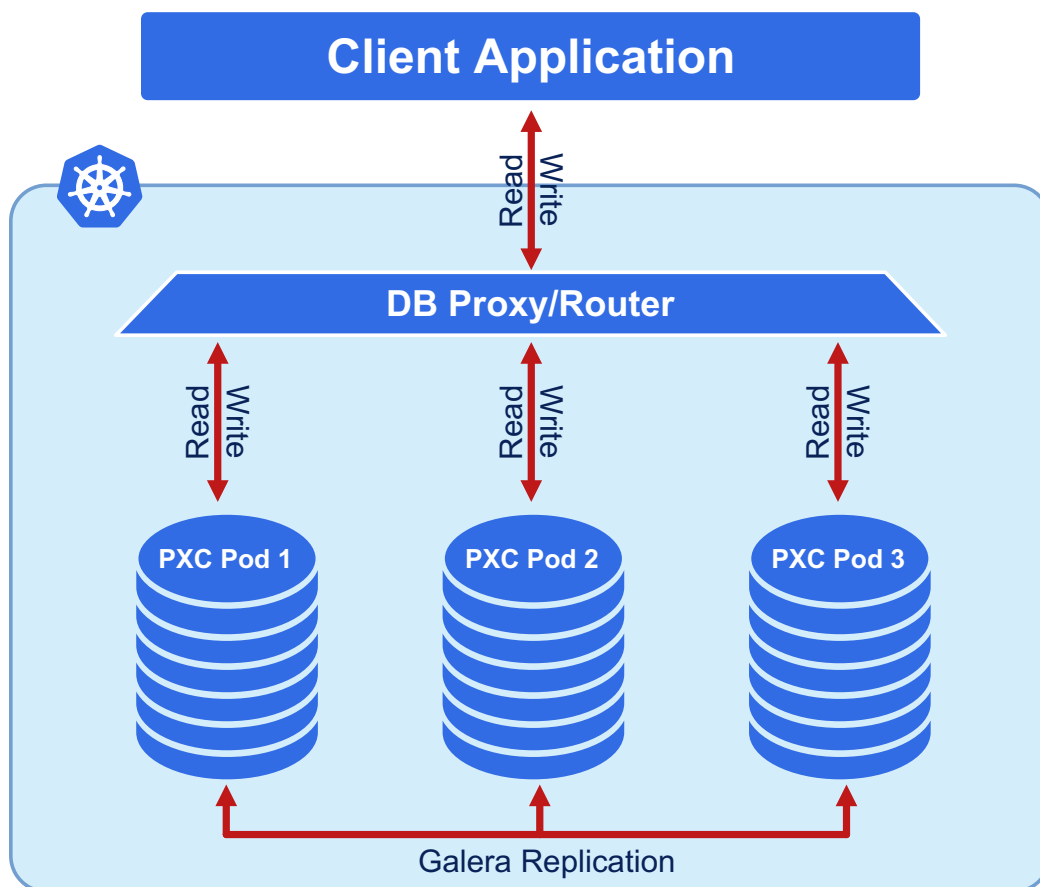 Client Application
Read
Write
DB Proxy/Router
Read
Write
Read
Write
Read
Write
PXC Pod 1
PXC Pod 2
PXC Pod 3
Galera Replication